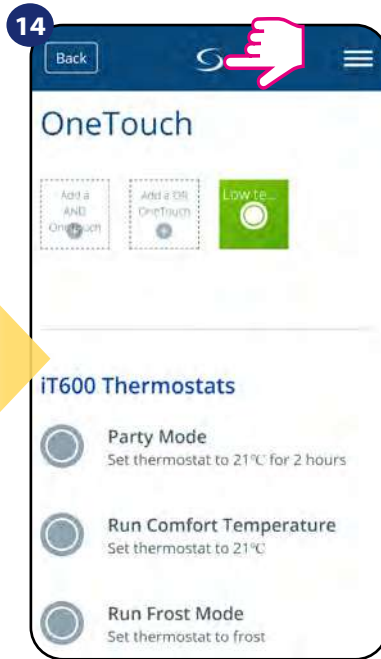 14
Back
OneTouch
Add a
AND
OneTouch
Add a OR
OneTouch
Low te...
iT600 Thermostats
Party Mode
Set thermostat to 21°C for 2 hours
Run Comfort Temperature
Set thermostat to 21°C
Run Frost Mode
Set thermostat to frost